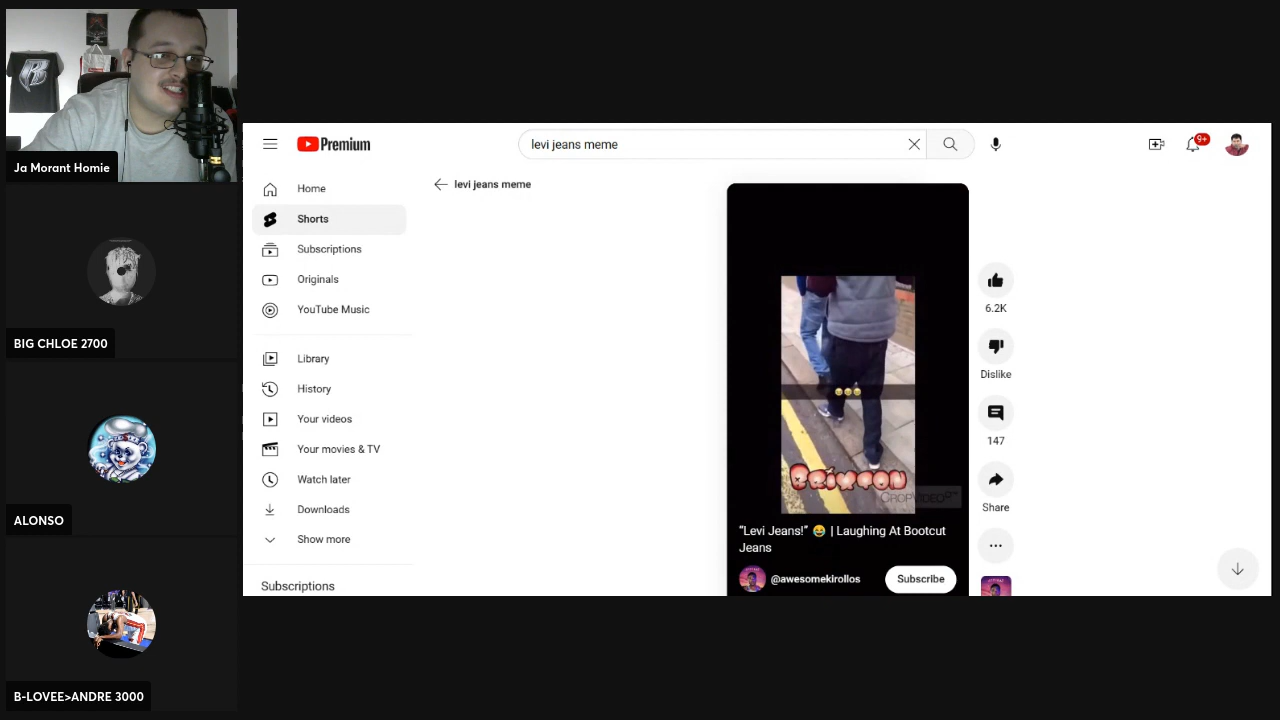 Ja Morant Homie
BIG CHLOE 2700
ALONSO
B-LOVEE>ANDRE 3000
Premium
levi jeans meme
9+
Home
Shorts
Subscriptions
Originals
YouTube Music
Library
History
Your videos
Your movies & TV
Watch later
Downloads
Show more
Subscriptions
levi jeans meme
BRIXTON
CROPVIDEO
"Levi Jeans!" 😂 | Laughing At Bootcut
Jeans
@awesomekirollos
Subscribe
6.2K
Dislike
147
Share